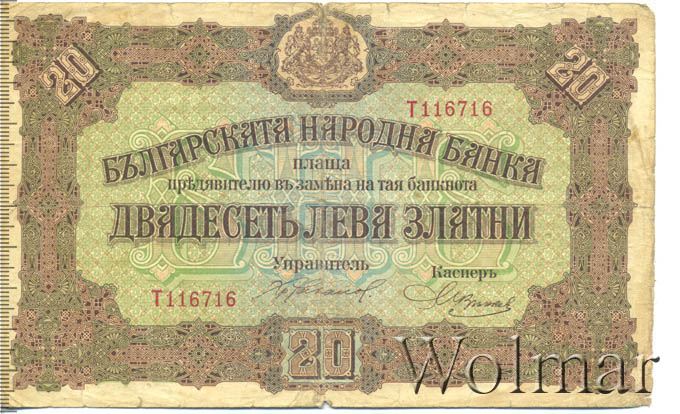 20
20
Т116716
БЪЛГАРСКАТА НАРОДНА БАНКА
плаща
прѣдявителю въ замѣна на тая банкнота
ДВАДЕСЕТЬ ЛЕВА ЗЛАТНИ
Управитель
Касиеръ
Т116716
20
Wolmar